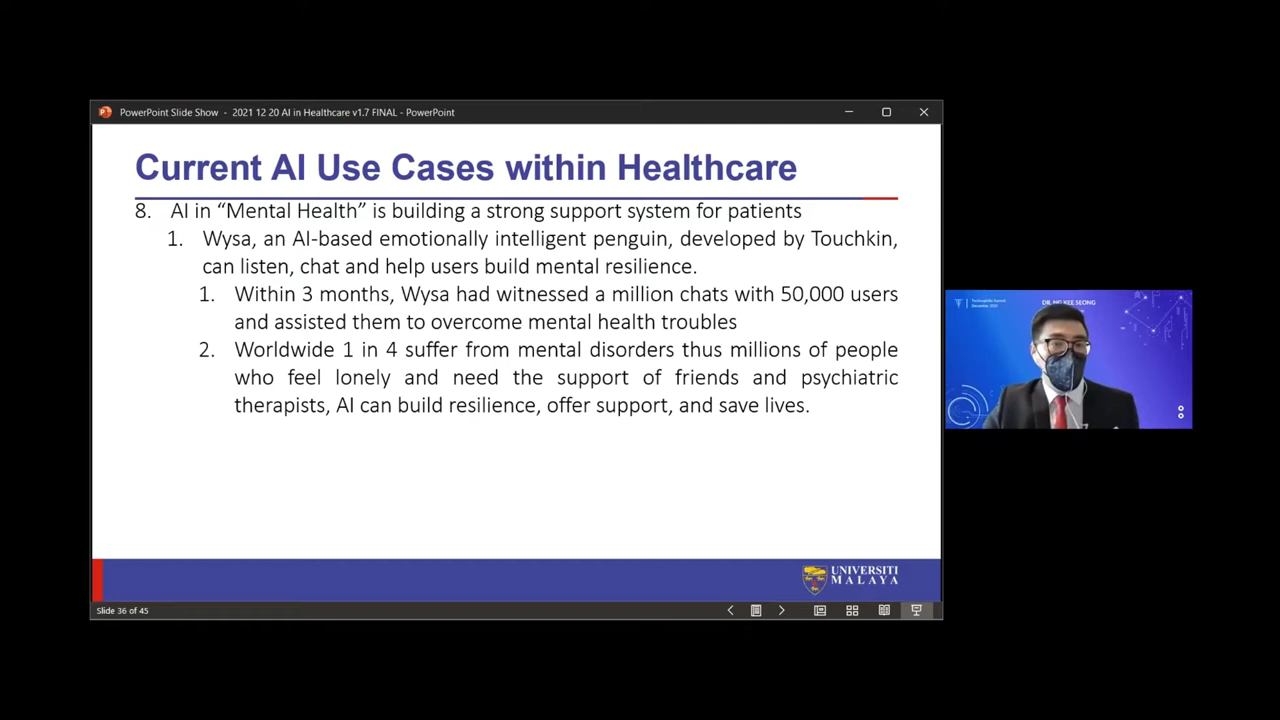 PowerPoint Slide Show - 2021 12 20 AI in Healthcare v1.7 FINAL - PowerPoint
Current AI Use Cases within Healthcare
8. AI in “Mental Health” is building a strong support system for patients
1. Wysa, an AI-based emotionally intelligent penguin, developed by Touchkin,
can listen, chat and help users build mental resilience.
1. Within 3 months, Wysa had witnessed a million chats with 50,000 users
and assisted them to overcome mental health troubles
2. Worldwide 1 in 4 suffer from mental disorders thus millions of people
who feel lonely and need the support of friends and psychiatric
therapists, AI can build resilience, offer support, and save lives.
UNIVERSITI
MALAYA
Slide 36 of 45
DR. NG KEE SEONG